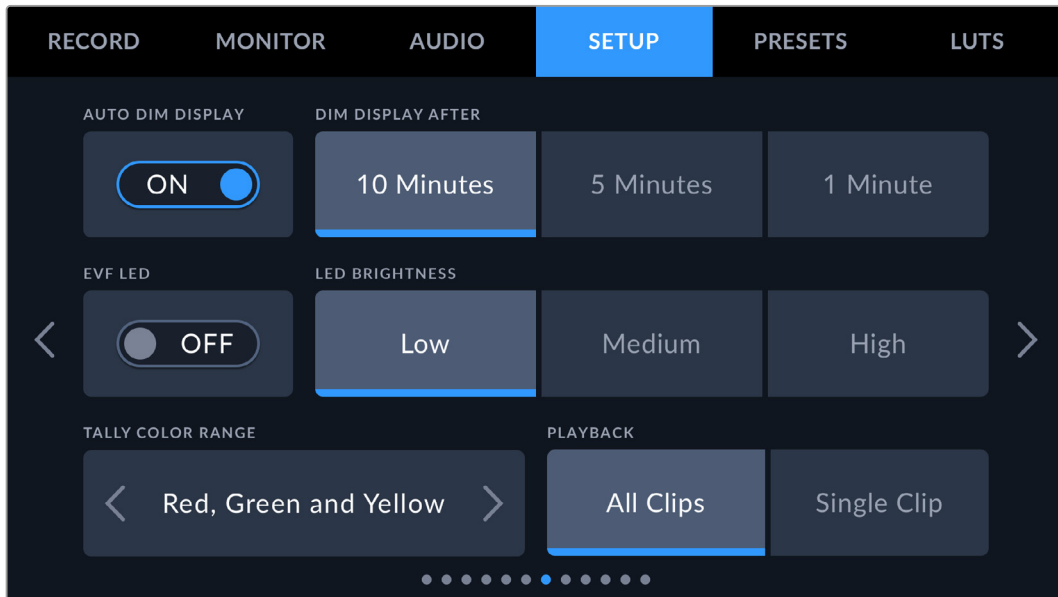 RECORD MONITOR AUDIO SETUP PRESETS LUTS
AUTO DIM DISPLAY DIM DISPLAY AFTER
ON 10 Minutes 5 Minutes 1 Minute
EVF LED LED BRIGHTNESS
OFF Low Medium High
TALLY COLOR RANGE PLAYBACK
Red, Green and Yellow All Clips Single Clip